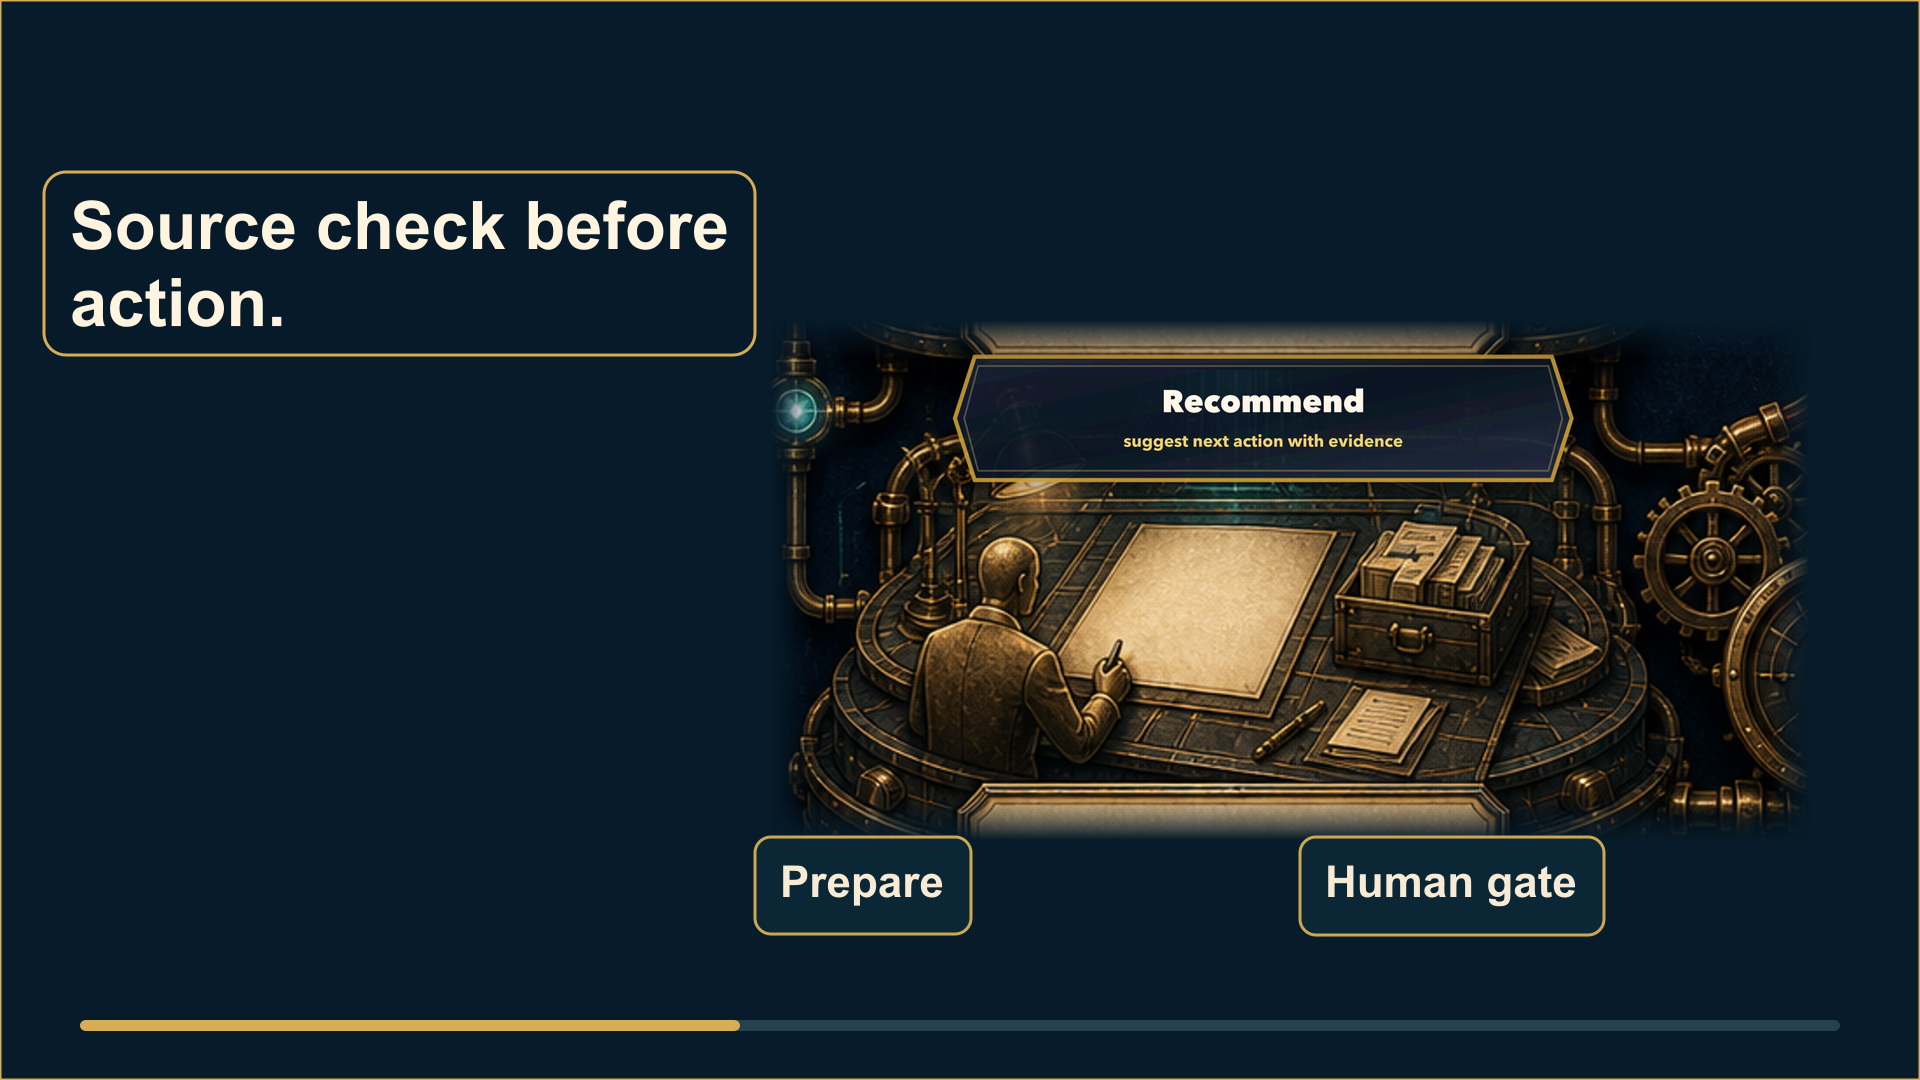 Source check before
action.
Recommend
suggest next action with evidence
Prepare
Human gate